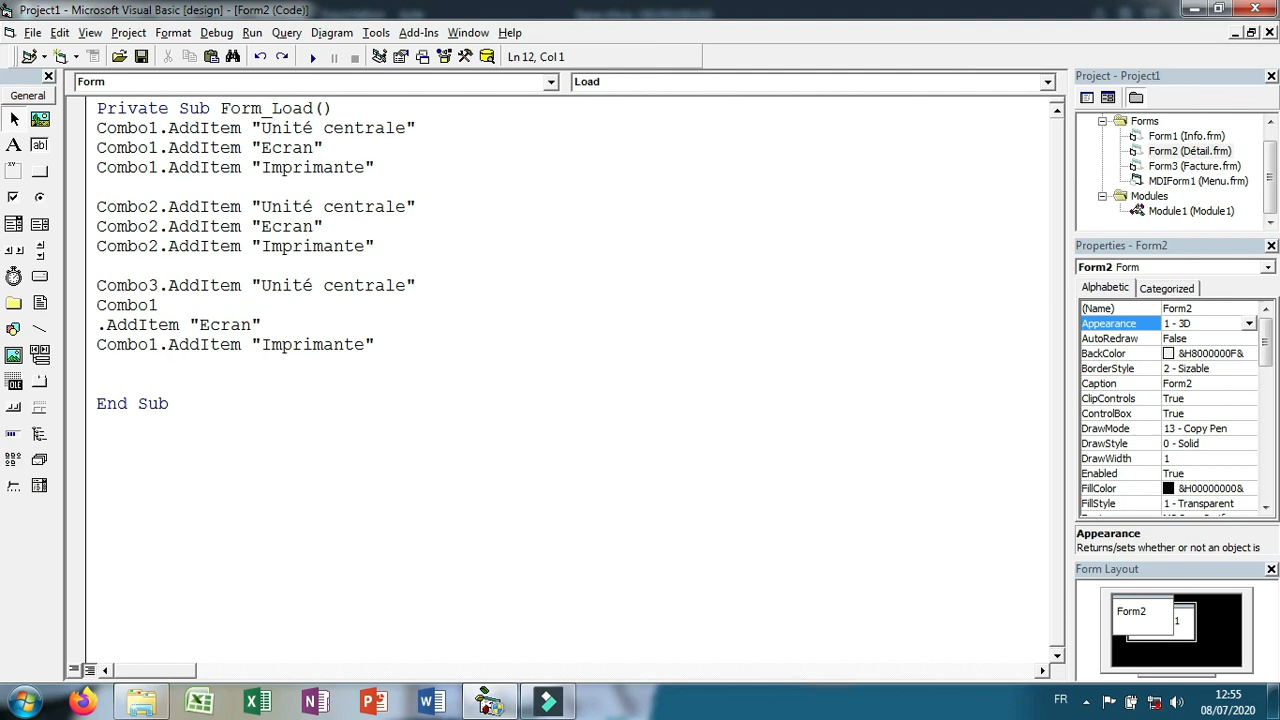 Project1 - Microsoft Visual Basic [design] - [Form2 (Code)]
File Edit View Project Format Debug Run Query Diagram Tools Add-Ins Window Help
Ln 12, Col 1
General
Form
Load
Private Sub Form_Load()
Combo1.AddItem "Unité centrale"
Combo1.AddItem "Ecran"
Combo1.AddItem "Imprimante"
Combo2.AddItem "Unité centrale"
Combo2.AddItem "Ecran"
Combo2.AddItem "Imprimante"
Combo3.AddItem "Unité centrale"
Combo1
.AddItem "Ecran"
Combo1.AddItem "Imprimante"
End Sub
Project - Project1
Forms
Form1 (Info.frm)
Form2 (Détail.frm)
Form3 (Facture.frm)
MDIForm1 (Menu.frm)
Modules
Module1 (Module1)
Properties - Form2
Form2 Form
Alphabetic Categorized
(Name) Form2
Appearance 1 - 3D
AutoRedraw False
BackColor &H8000000F&
BorderStyle 2 - Sizable
Caption Form2
ClipControls True
ControlBox True
DrawMode 13 - Copy Pen
DrawStyle 0 - Solid
DrawWidth 1
Enabled True
FillColor &H00000000&
FillStyle 1 - Transparent
Appearance
Returns/sets whether or not an object is
Form Layout
Form2
1
FR
12:55
08/07/2020